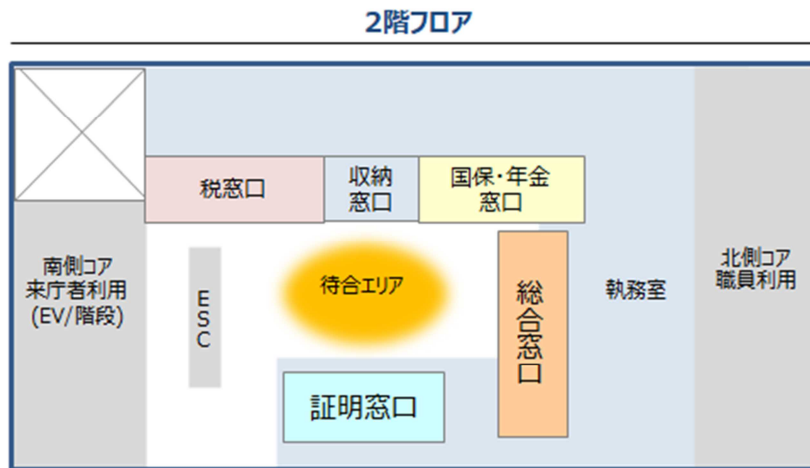 2階フロア
税窓口
収納
窓口
国保・年金
窓口
南側コア
来庁者利用
(EV/階段)
ESC
待合エリア
総合窓口
執務室
北側コア
職員利用
証明窓口